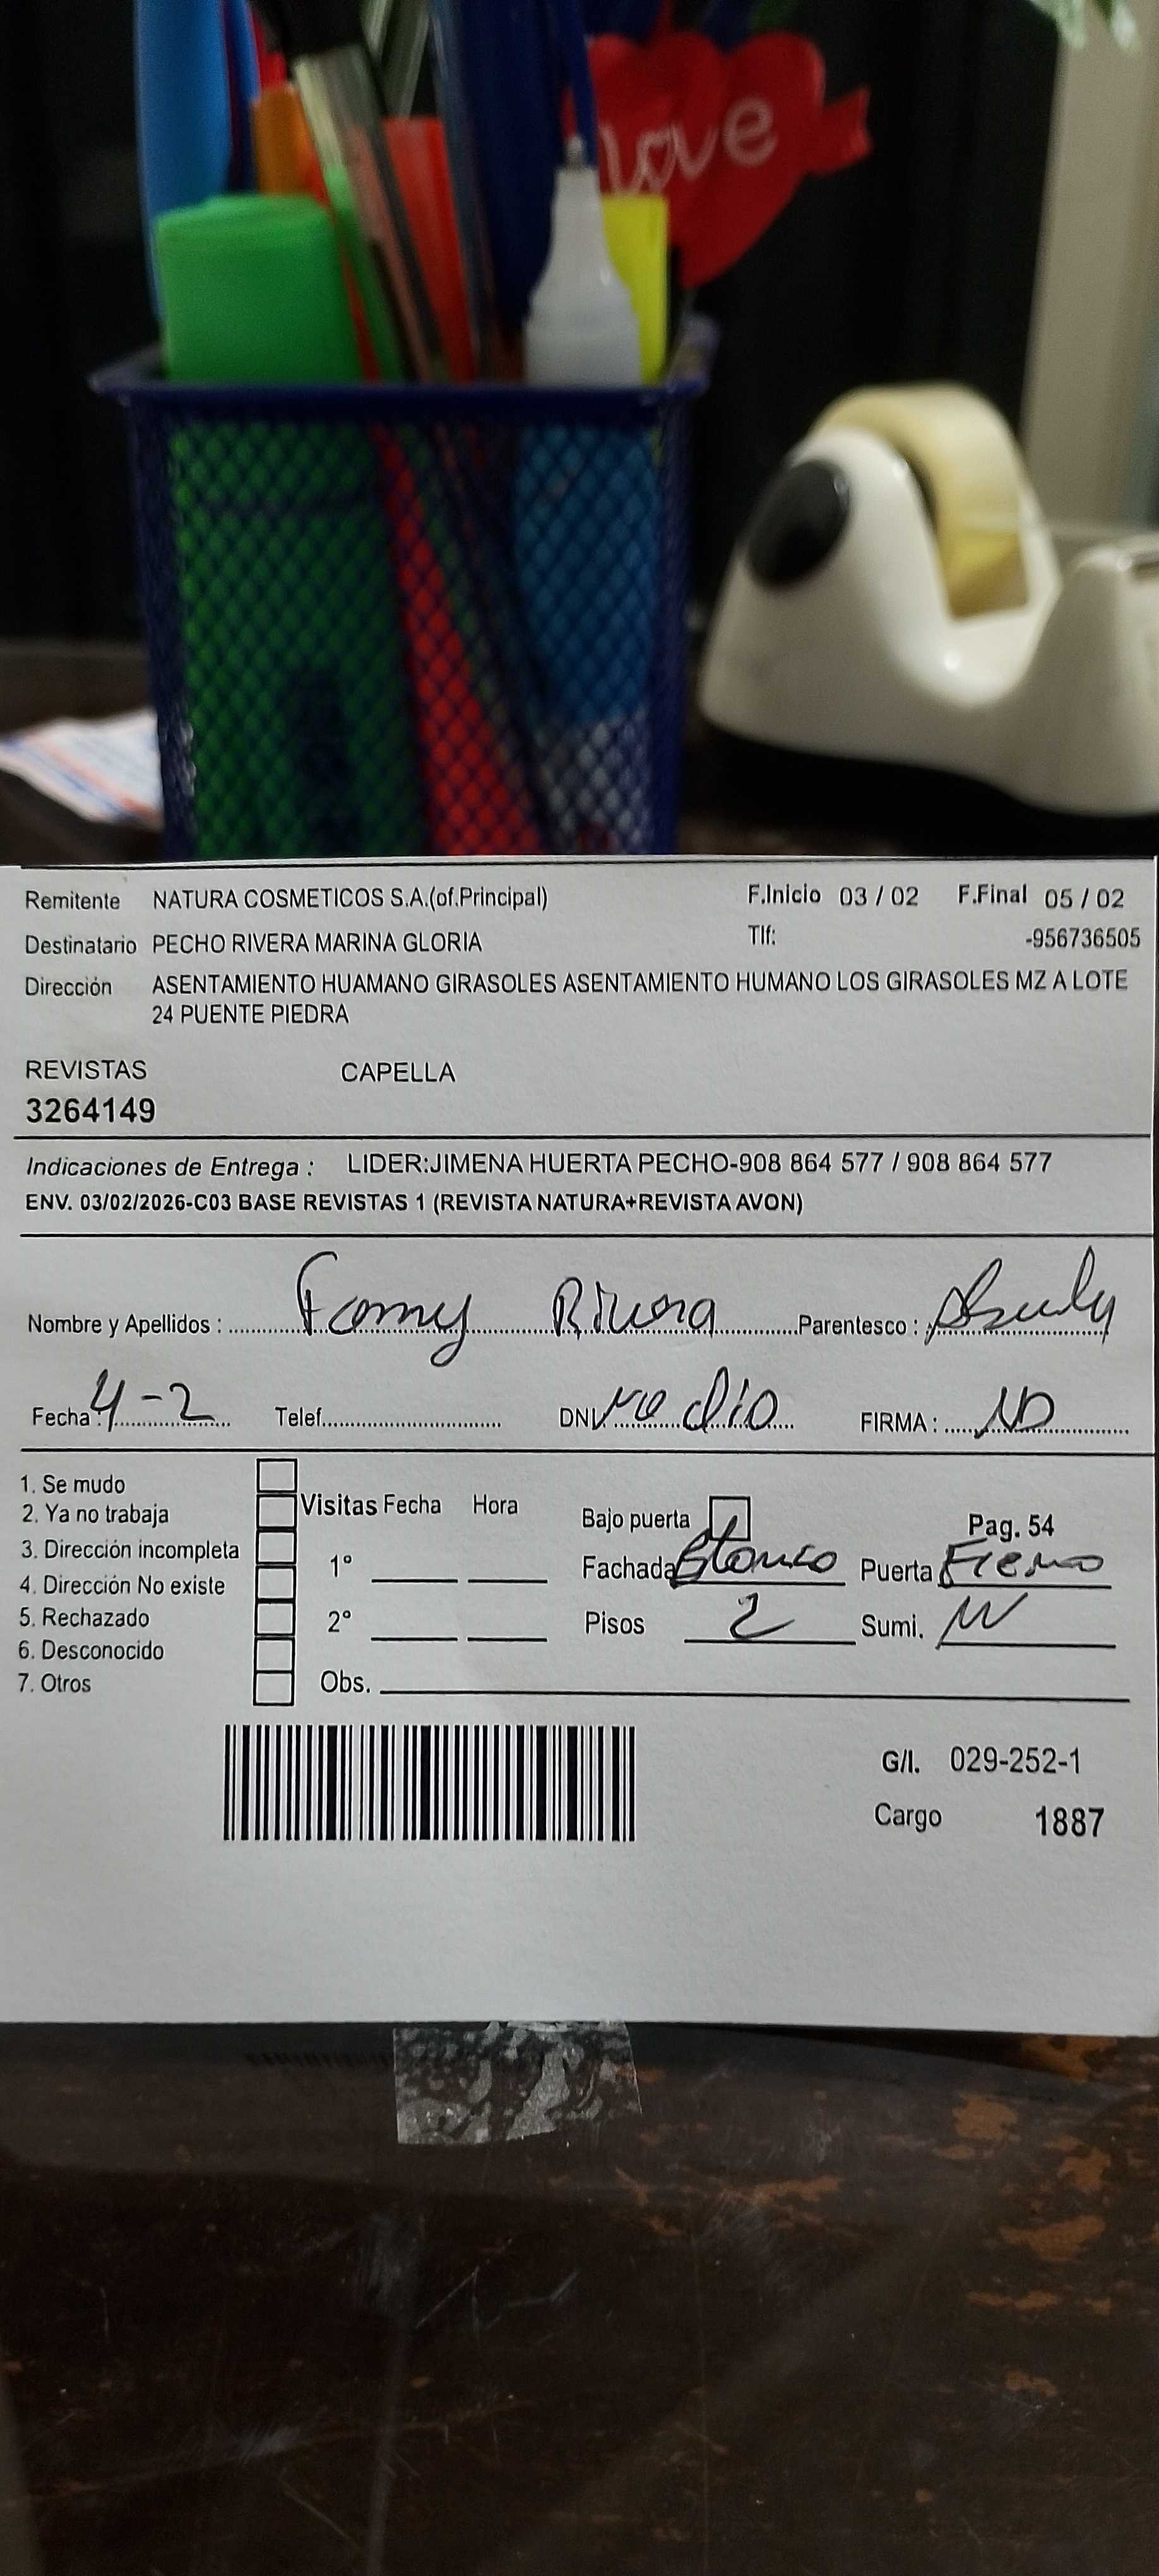 love
Remitente NATURA COSMETICOS S.A.(of.Principal) F.Inicio 03 / 02 F.Final 05 / 02
Destinatario PECHO RIVERA MARINA GLORIA Tlf: -956736505
Dirección ASENTAMIENTO HUAMANO GIRASOLES ASENTAMIENTO HUMANO LOS GIRASOLES MZ A LOTE
24 PUENTE PIEDRA
REVISTAS CAPELLA
3264149
Indicaciones de Entrega : LIDER:JIMENA HUERTA PECHO-908 864 577 / 908 864 577
ENV. 03/02/2026-C03 BASE REVISTAS 1 (REVISTA NATURA+REVISTA AVON)
Nombre y Apellidos : Fanny Rivera Parentesco :
Fecha : 4-2 Telef. DNI no dio FIRMA : ND
1. Se mudo
2. Ya no trabaja
3. Dirección incompleta
4. Dirección No existe
5. Rechazado
6. Desconocido
7. Otros
Visitas Fecha Hora
1°
2°
Obs.
Bajo puerta Pag. 54
Fachada Blanco Puerta Fierro
Pisos 2 Sumi.
G/I. 029-252-1
Cargo 1887